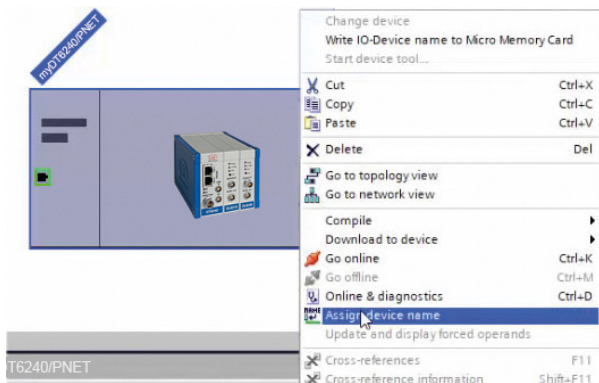 myDT6240/PNET
Change device
Write IO-Device name to Micro Memory Card
Start device tool...
Cut Ctrl+X
Copy Ctrl+C
Paste Ctrl+V
Delete Del
Go to topology view
Go to network view
Compile
Download to device
Go online Ctrl+K
Go offline Ctrl+M
Online & diagnostics Ctrl+D
NAME Assign device name
Update and display forced operands
T6240/PNET
Cross-references F11
Cross-reference information Shift+F11